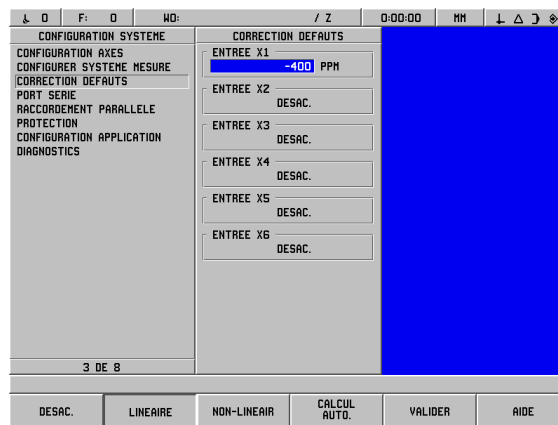 0 F: 0 WO: / Z 0:00:00 MM
CONFIGURATION SYSTEME
CONFIGURATION AXES
CONFIGURER SYSTEME MESURE
CORRECTION DEFAUTS
PORT SERIE
RACCORDEMENT PARALLELE
PROTECTION
CONFIGURATION APPLICATION
DIAGNOSTICS
3 DE 8
CORRECTION DEFAUTS
ENTREE X1
-400 PPM
ENTREE X2
DESAC.
ENTREE X3
DESAC.
ENTREE X4
DESAC.
ENTREE X5
DESAC.
ENTREE X6
DESAC.
DESAC. LINEAIRE NON-LINEAIR CALCUL AUTO. VALIDER AIDE